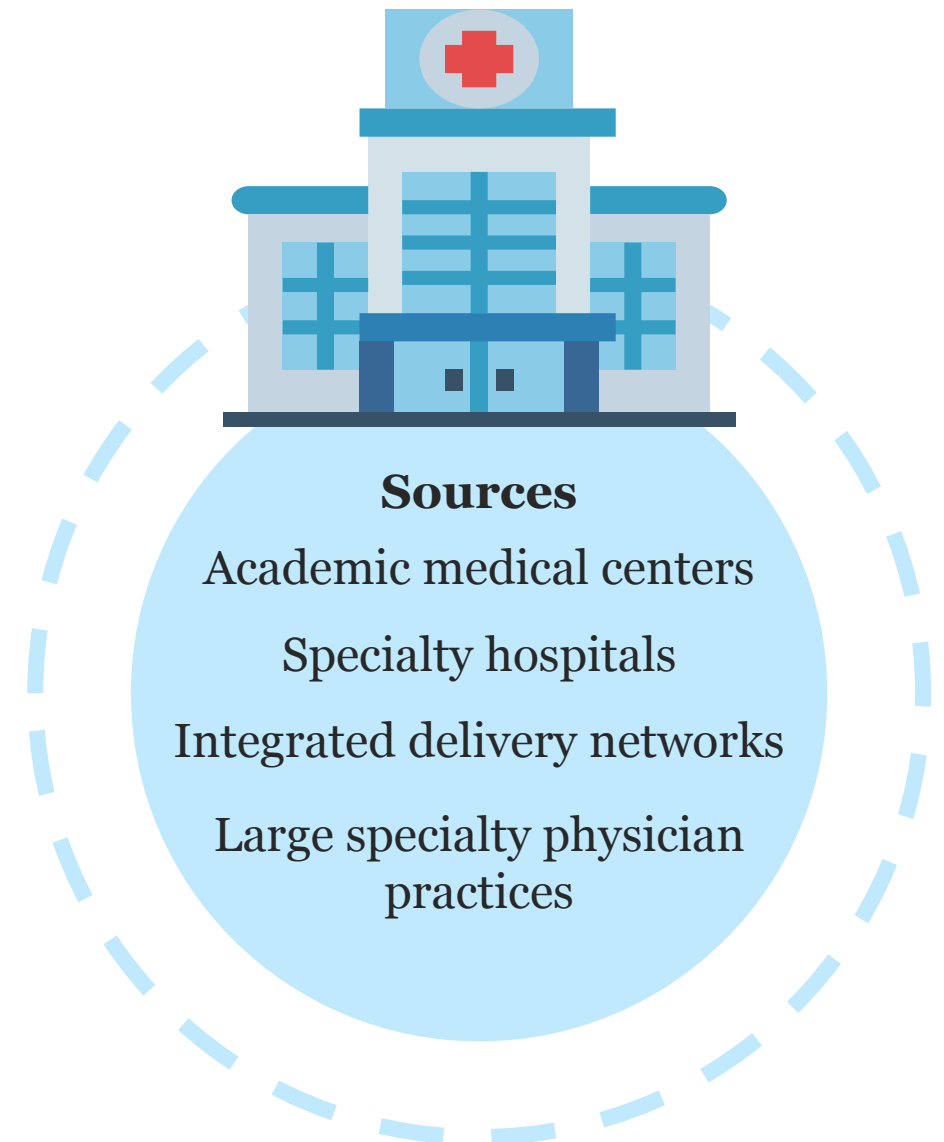 Sources
Academic medical centers
Specialty hospitals
Integrated delivery networks
Large specialty physician
practices